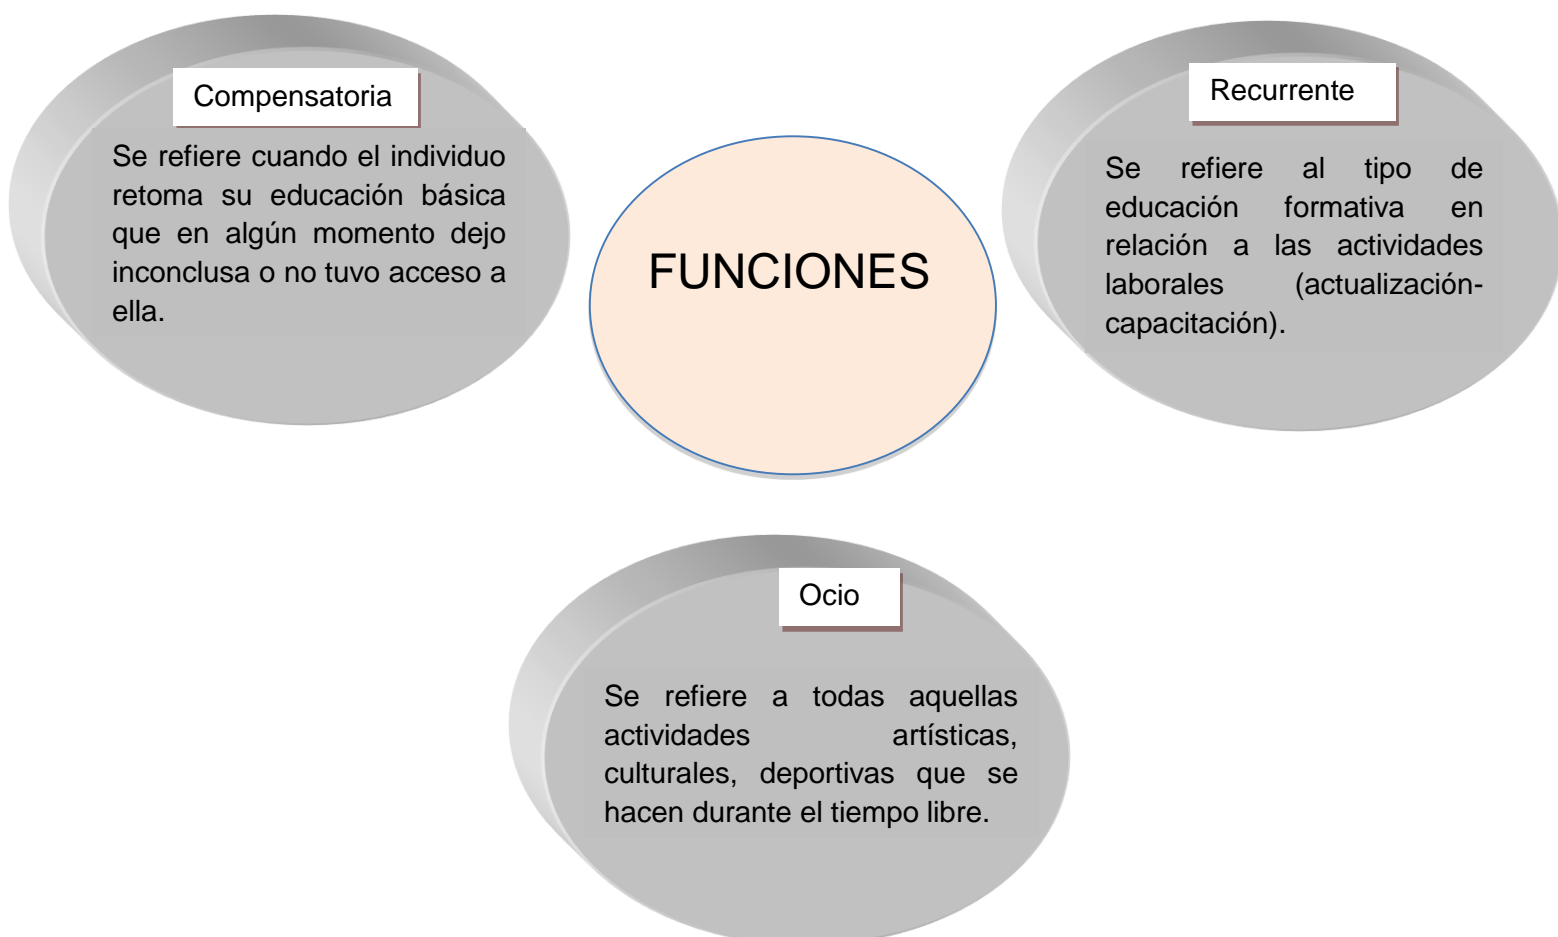 Compensatoria
Se refiere cuando el individuo
retoma su educación básica
que en algún momento dejo
inconclusa o no tuvo acceso a
ella.
FUNCIONES
Recurrente
Se refiere al tipo de
educación formativa en
relación a las actividades
laborales (actualización-
capacitación).
Ocio
Se refiere a todas aquellas
actividades artísticas,
culturales, deportivas que se
hacen durante el tiempo libre.